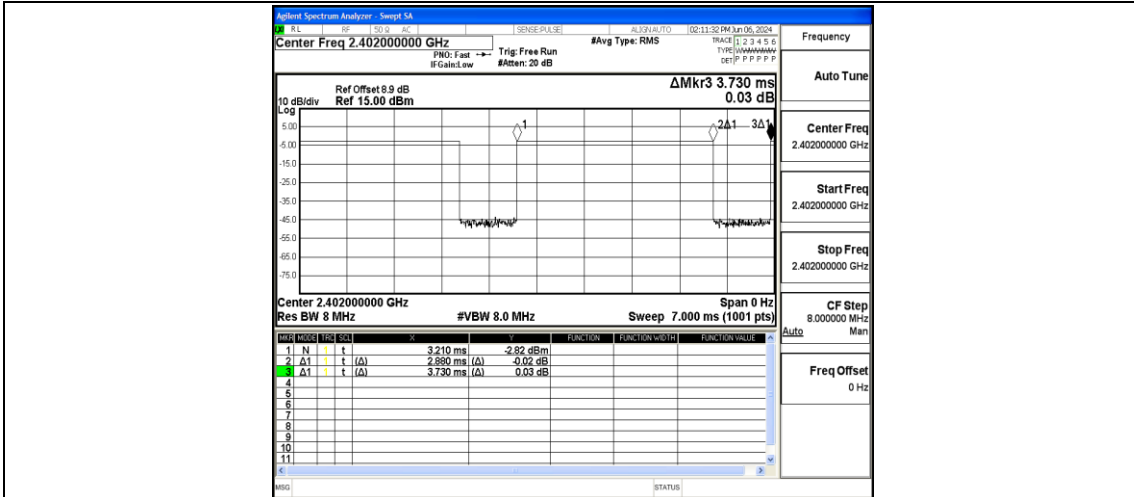 Agilent Spectrum Analyzer - Swept SA
RL RF 50 Ω AC SENSE:PULSE ALIGN AUTO 02:11:32 PM Jun 06, 2024
Center Freq 2.402000000 GHz
#Avg Type: RMS
TRACE 1 2 3 4 5 6
PNO: Fast Trig: Free Run
TYPE
IFGain:Low #Atten: 20 dB
DET P P P P P P
Ref Offset 8.9 dB
ΔMkr3 3.730 ms
10 dB/div Ref 15.00 dBm
0.03 dB
Log
5.00
-5.00
-15.0
-25.0
-35.0
-45.0
-55.0
-65.0
-75.0
1
2Δ1
3Δ1
Center 2.402000000 GHz Span 0 Hz
Res BW 8 MHz #VBW 8.0 MHz Sweep 7.000 ms (1001 pts)
MKR MODE TRC SCL X Y FUNCTION FUNCTION WIDTH FUNCTION VALUE
1 N 1 t 3.210 ms -2.82 dBm
2 Δ1 1 t (Δ) 2.880 ms (Δ) -0.02 dB
3 Δ1 1 t (Δ) 3.730 ms (Δ) 0.03 dB
4
5
6
7
8
9
10
11
MSG STATUS
Frequency
Auto Tune
Center Freq
2.402000000 GHz
Start Freq
2.402000000 GHz
Stop Freq
2.402000000 GHz
CF Step
8.000000 MHz
Auto Man
Freq Offset
0 Hz